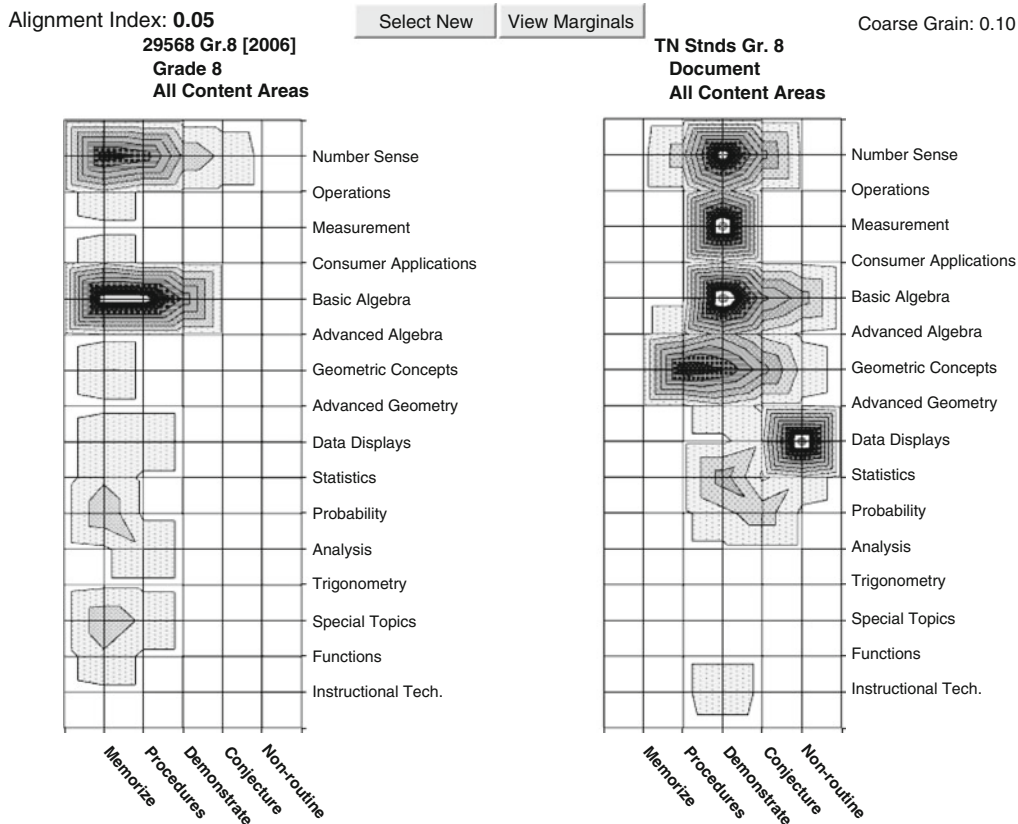 Alignment Index: 0.05
Select New
View Marginals
Coarse Grain: 0.10
29568 Gr.8 [2006]
Grade 8
All Content Areas
TN Stnds Gr. 8
Document
All Content Areas
Number Sense
Operations
Measurement
Consumer Applications
Basic Algebra
Advanced Algebra
Geometric Concepts
Advanced Geometry
Data Displays
Statistics
Probability
Analysis
Trigonometry
Special Topics
Functions
Instructional Tech.
Memorize
Procedures
Demonstrate
Conjecture
Non-routine
Number Sense
Operations
Measurement
Consumer Applications
Basic Algebra
Advanced Algebra
Geometric Concepts
Advanced Geometry
Data Displays
Statistics
Probability
Analysis
Trigonometry
Special Topics
Functions
Instructional Tech.
Memorize
Procedures
Demonstrate
Conjecture
Non-routine